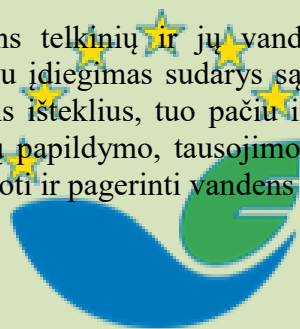 ns telkinių ir jų vand
u įdiegimas sudarys są
s išteklius, tuo pačiu i
ų papildymo, tausojimo
oti ir pagerinti vandens